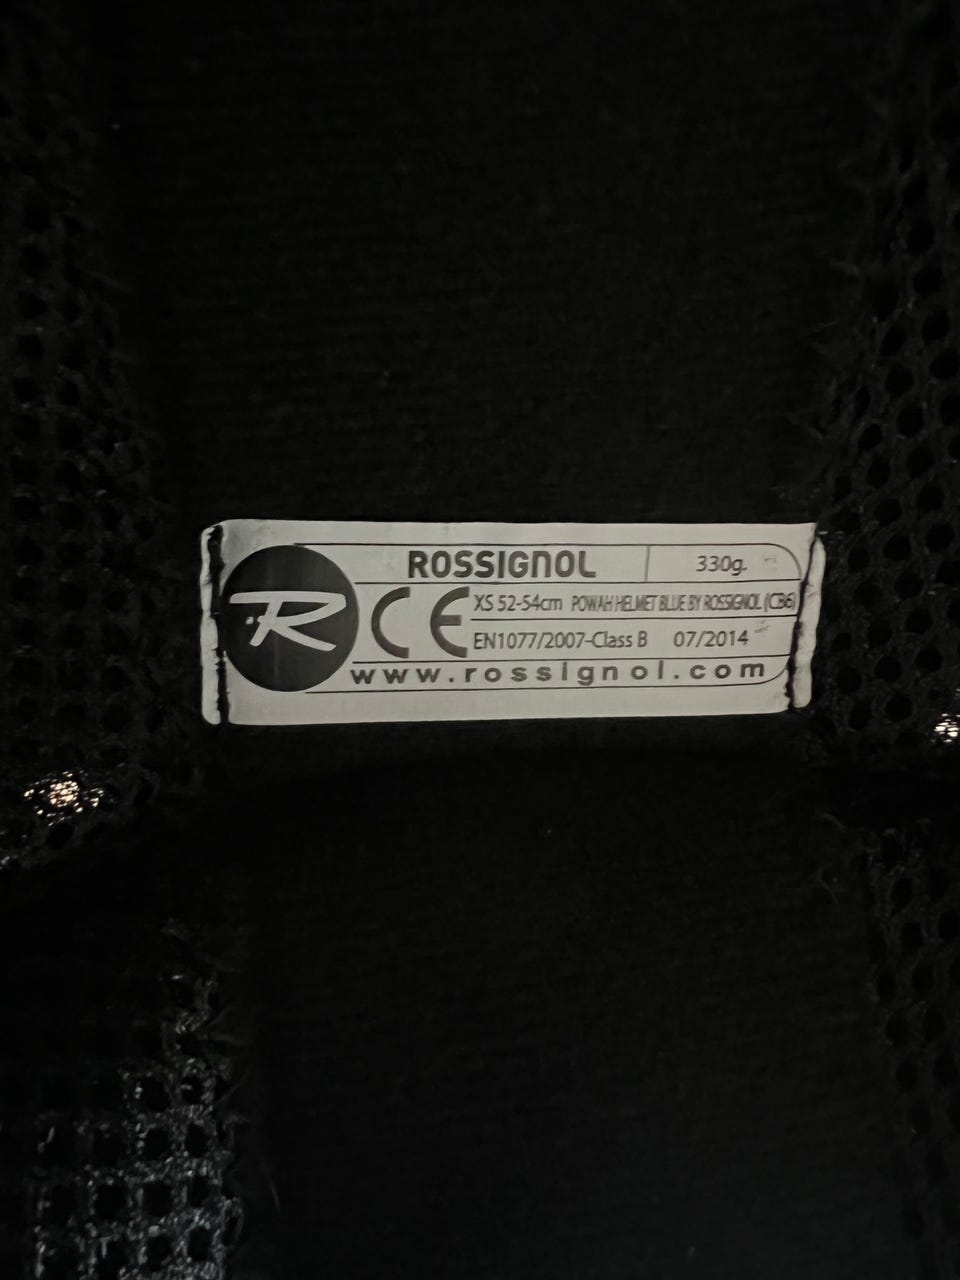 ROSSIGNOL 330g.
R CE XS 52-54cm POWAH HELMET BLUE BY ROSSIGNOL (CB6)
EN1077/2007-Class B 07/2014
www.rossignol.com